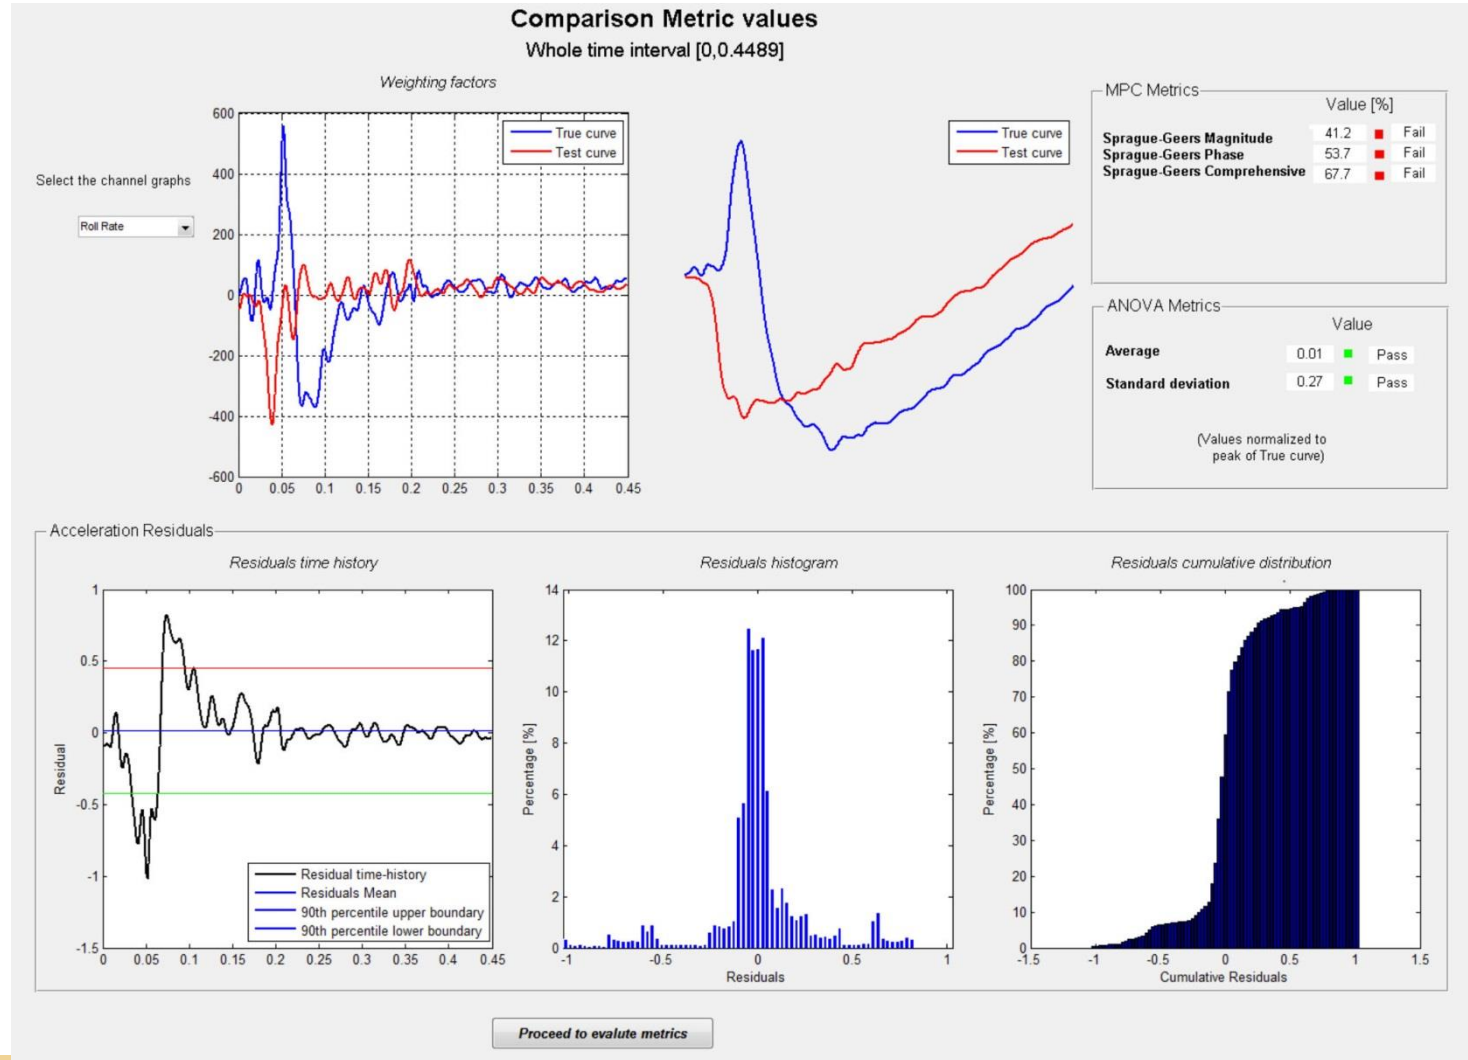 Comparison Metric values
Whole time interval [0,0.4489]
Weighting factors
Select the channel graphs
Roll Rate
600
400
200
0
-200
-400
-600
0 0.05 0.1 0.15 0.2 0.25 0.3 0.35 0.4 0.45
True curve
Test curve
True curve
Test curve
MPC Metrics
Value [%]
Sprague-Geers Magnitude 41.2 Fail
Sprague-Geers Phase 53.7 Fail
Sprague-Geers Comprehensive 67.7 Fail
ANOVA Metrics
Value
Average 0.01 Pass
Standard deviation 0.27 Pass
(Values normalized to
peak of True curve)
Acceleration Residuals
Residuals time history
1
0.5
0
-0.5
-1
-1.5
Residual
0 0.05 0.1 0.15 0.2 0.25 0.3 0.35 0.4 0.45
Residual time-history
Residuals Mean
90th percentile upper boundary
90th percentile lower boundary
Residuals histogram
14
12
10
8
6
4
2
0
Percentage [%]
-1 -0.5 0 0.5 1
Residuals
Residuals cumulative distribution
100
90
80
70
60
50
40
30
20
10
0
Percentage [%]
-1.5 -1 -0.5 0 0.5 1 1.5
Cumulative Residuals
Proceed to evalute metrics